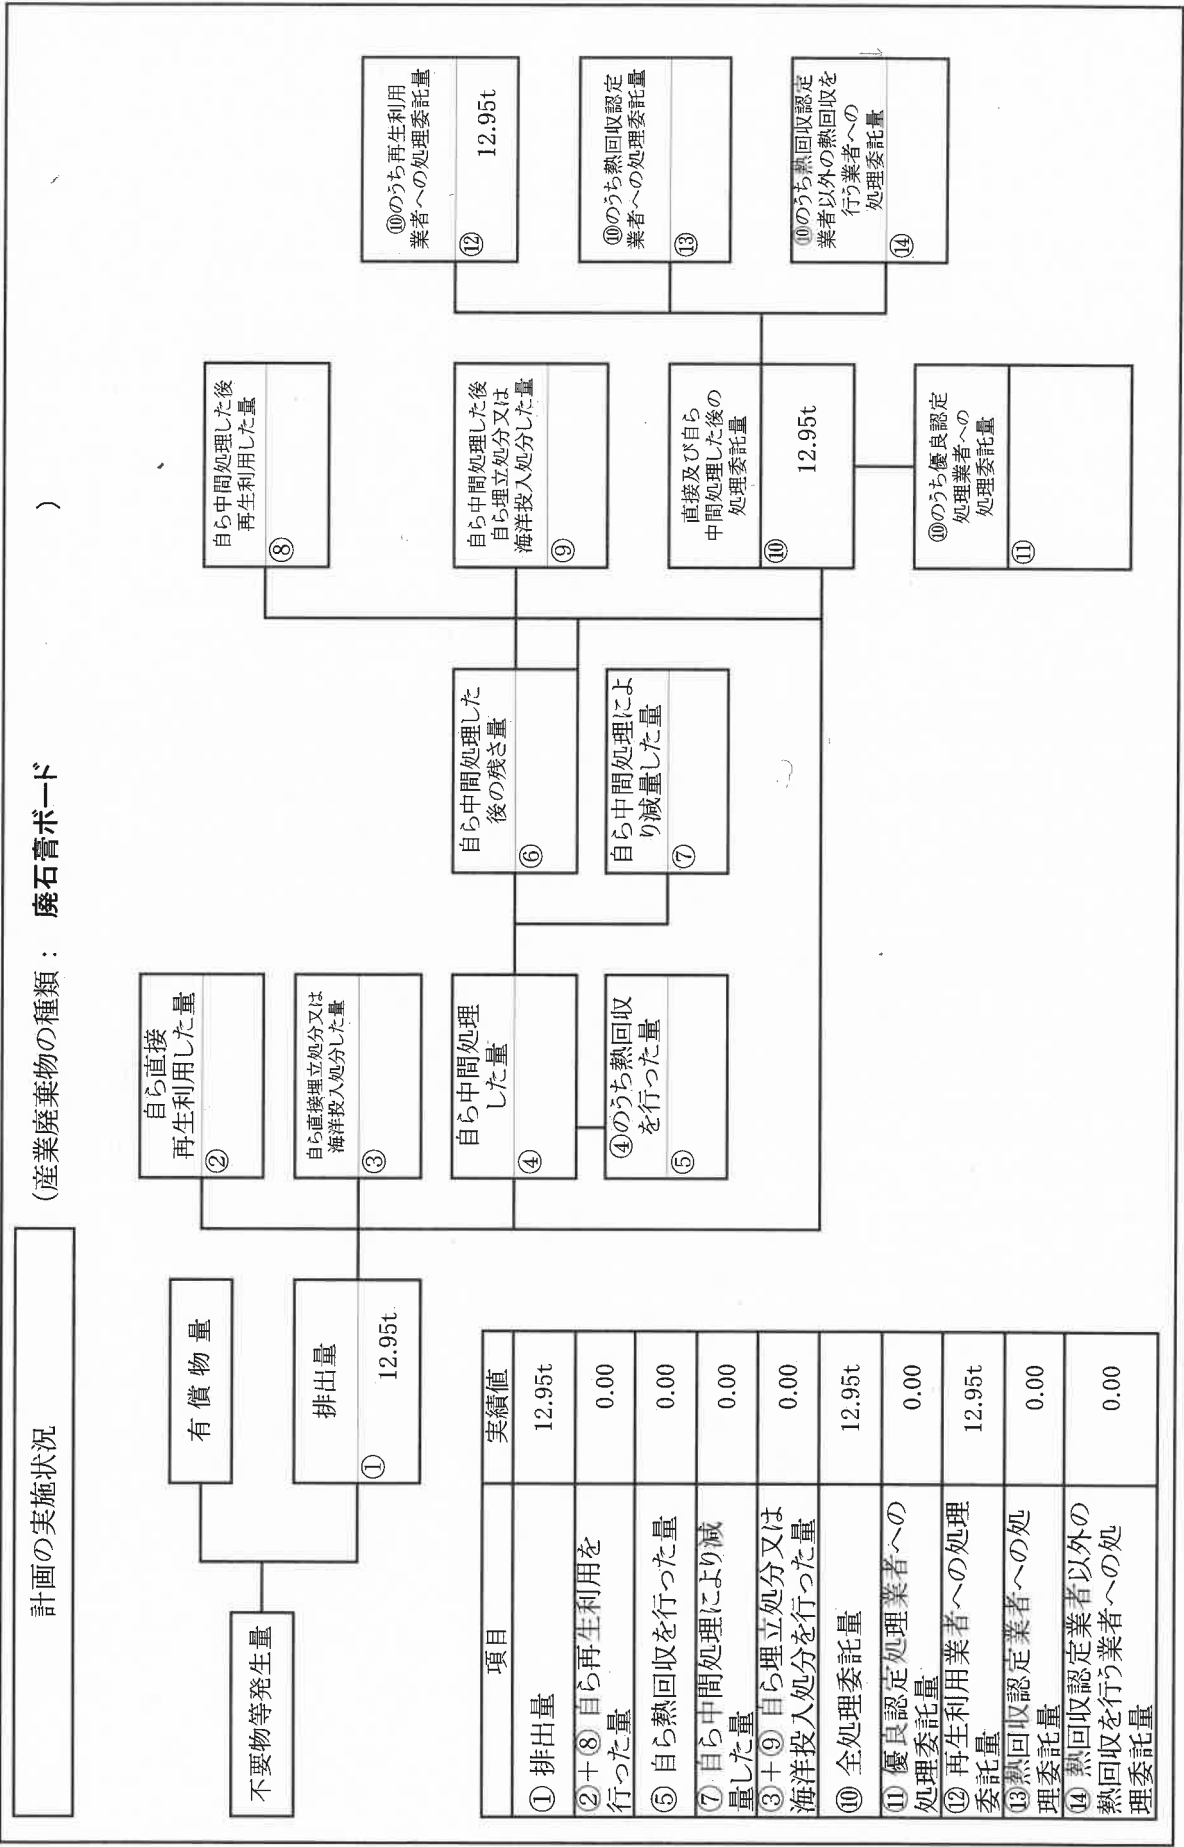 計画の実施状況
(産業廃棄物の種類： 廃石膏ボード
)
不要物等発生量
有 償 物 量
排出量
①
12.95t
自ら直接
再生利用した量
②
自ら直接埋立処分又は
海洋投入処分した量
③
自ら中間処理
した量
④
④のうち熱回収
を行った量
⑤
自ら中間処理した
後の残さ量
⑥
自ら中間処理によ
り減量した量
⑦
自ら中間処理した後
再生利用した量
⑧
自ら中間処理した後
自ら埋立処分又は
海洋投入処分した量
⑨
直接及び自ら
中間処理した後の
処理委託量
⑩
12.95t
⑩のうち優良認定
処理業者への
処理委託量
⑪
⑩のうち再生利用
業者への処理委託量
⑫
12.95t
⑩のうち熱回収認定
業者への処理委託量
⑬
⑩のうち熱回収認定
業者以外の熱回収を
行う業者への
処理委託量
⑭
項目
実績値
① 排出量
12.95t
②＋⑧ 自ら再生利用を
行った量
0.00
⑤ 自ら熱回収を行った量
0.00
⑦ 自ら中間処理により減
量した量
0.00
③＋⑨ 自ら埋立処分又は
海洋投入処分を行った量
0.00
⑩ 全処理委託量
12.95t
⑪ 優良認定処理業者への
処理委託量
0.00
⑫ 再生利用業者への処理
委託量
12.95t
⑬熱回収認定業者への処
理委託量
0.00
⑭ 熱回収認定業者以外の
熱回収を行う業者への処
理委託量
0.00